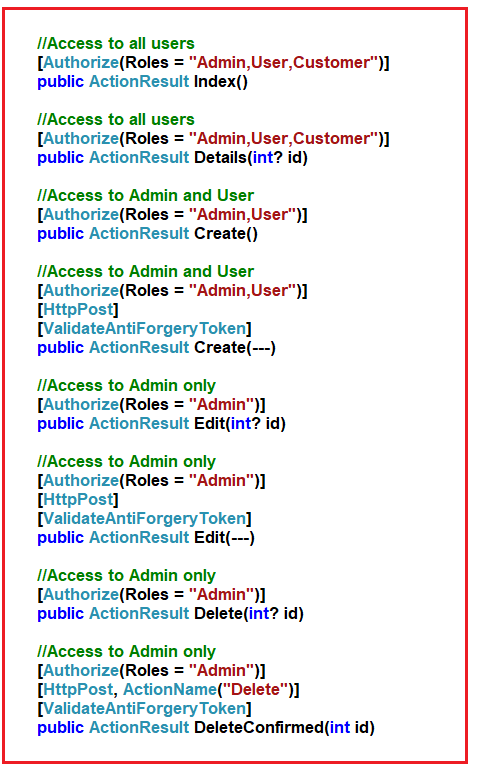 //Access to all users
[Authorize(Roles = "Admin,User,Customer")]
public ActionResult Index()
//Access to all users
[Authorize(Roles = "Admin,User,Customer")]
public ActionResult Details(int? id)
//Access to Admin and User
[Authorize(Roles = "Admin,User")]
public ActionResult Create()
//Access to Admin and User
[Authorize(Roles = "Admin,User")]
[HttpPost]
[ValidateAntiForgeryToken]
public ActionResult Create(---)
//Access to Admin only
[Authorize(Roles = "Admin")]
public ActionResult Edit(int? id)
//Access to Admin only
[Authorize(Roles = "Admin")]
[HttpPost]
[ValidateAntiForgeryToken]
public ActionResult Edit(---)
//Access to Admin only
[Authorize(Roles = "Admin")]
public ActionResult Delete(int? id)
//Access to Admin only
[Authorize(Roles = "Admin")]
[HttpPost, ActionName("Delete")]
[ValidateAntiForgeryToken]
public ActionResult DeleteConfirmed(int id)